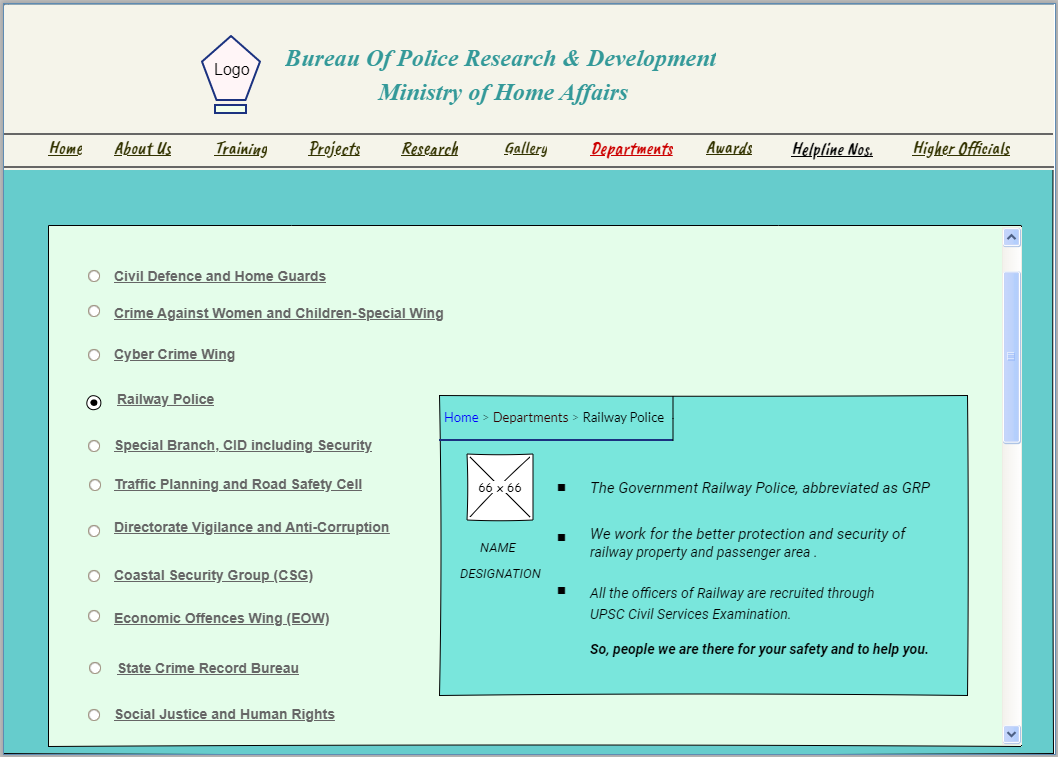 Logo
Bureau Of Police Research & Development
Ministry of Home Affairs
Home About Us Training Projects Research Gallery Departments Awards Helpline Nos. Higher Officials
Civil Defence and Home Guards
Crime Against Women and Children-Special Wing
Cyber Crime Wing
Railway Police
Special Branch, CID including Security
Traffic Planning and Road Safety Cell
Directorate Vigilance and Anti-Corruption
Coastal Security Group (CSG)
Economic Offences Wing (EOW)
State Crime Record Bureau
Social Justice and Human Rights
Home > Departments > Railway Police
66 x 66
NAME
DESIGNATION
The Government Railway Police, abbreviated as GRP
We work for the better protection and security of
railway property and passenger area .
All the officers of Railway are recruited through
UPSC Civil Services Examination.
So, people we are there for your safety and to help you.